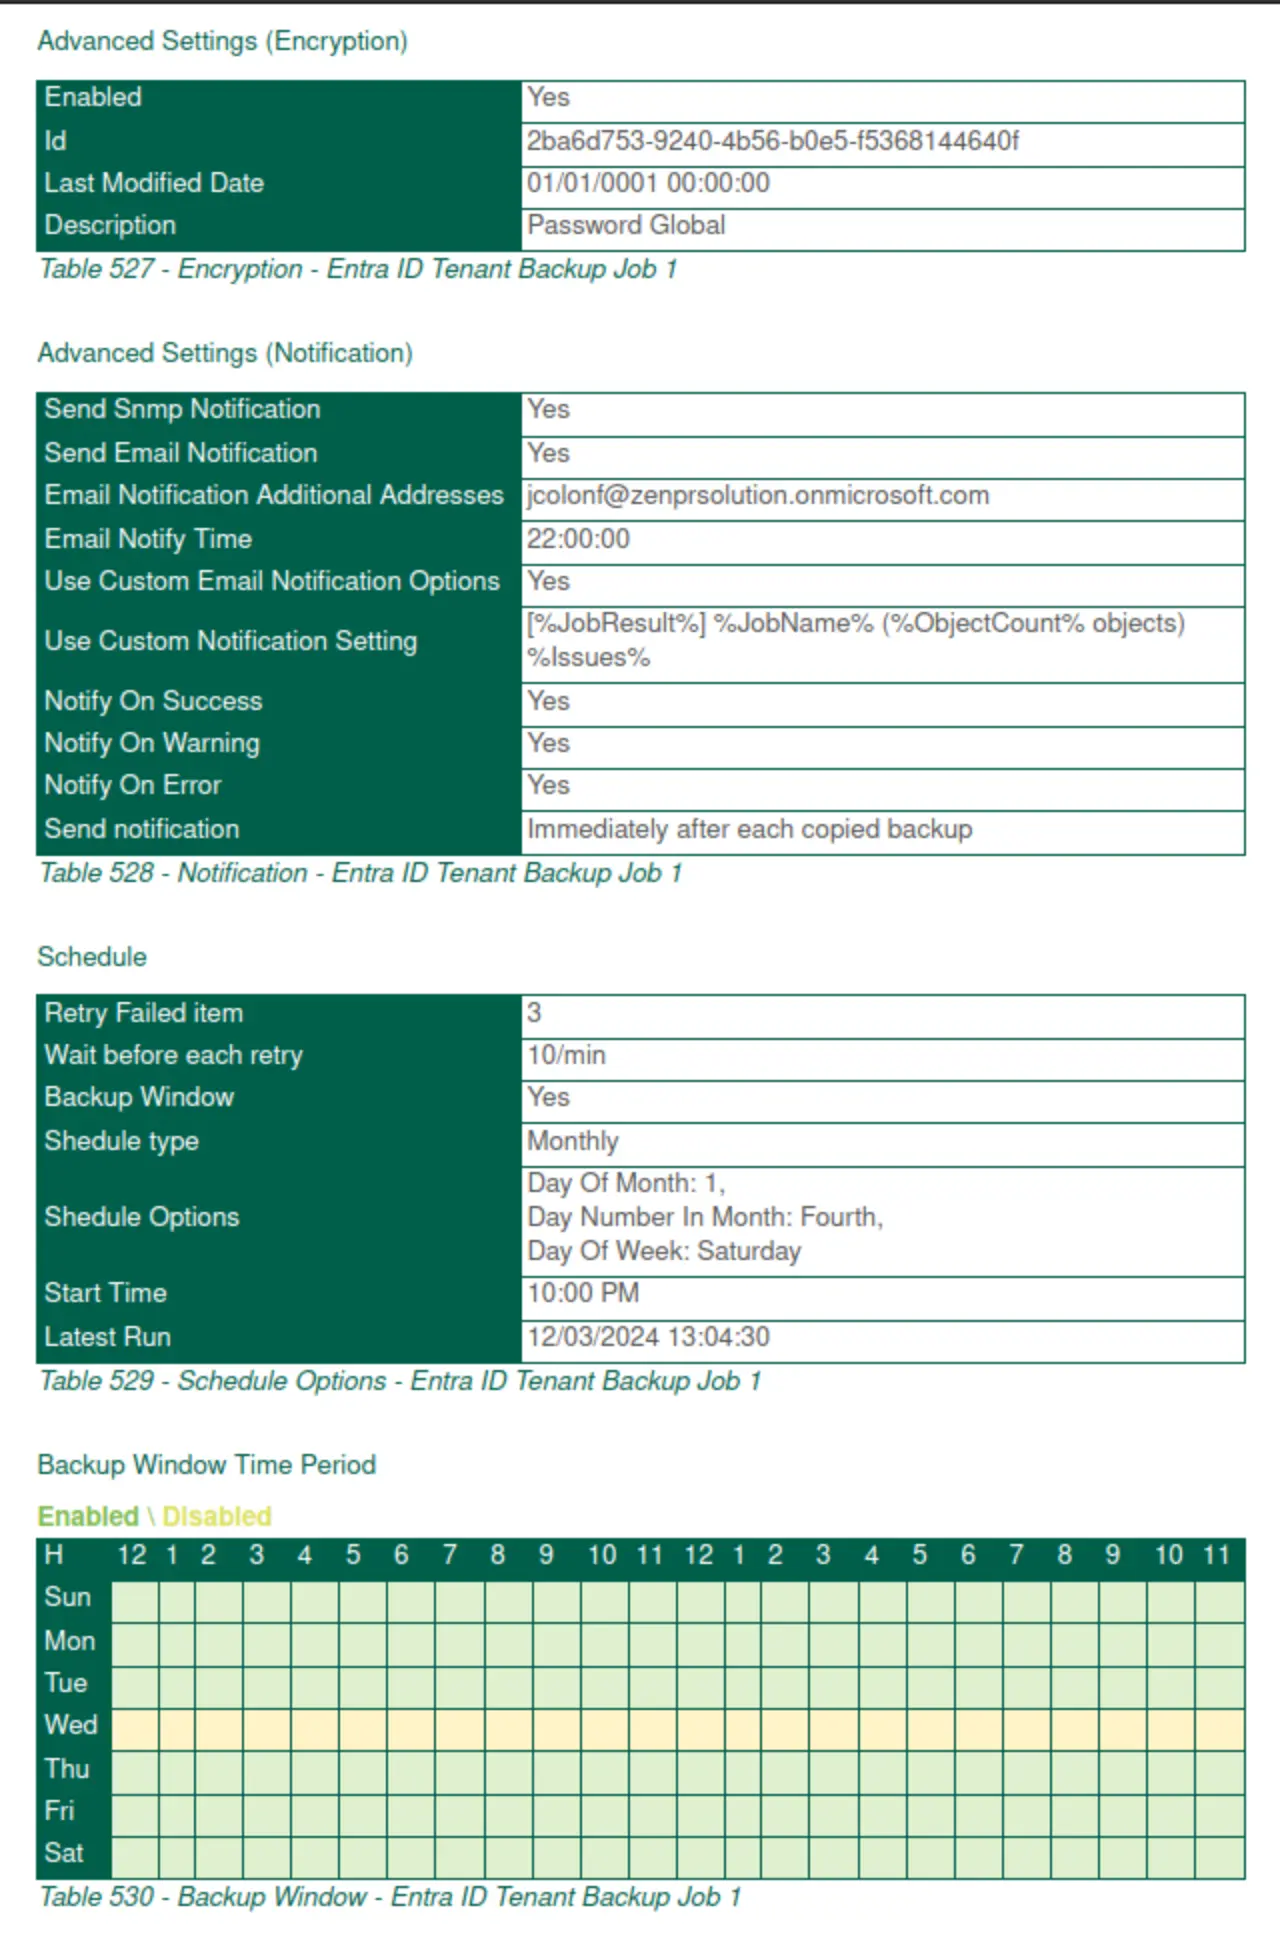 Advanced Settings (Encryption)
Enabled Yes
Id 2ba6d753-9240-4b56-b0e5-f5368144640f
Last Modified Date 01/01/0001 00:00:00
Description Password Global
Table 527 - Encryption - Entra ID Tenant Backup Job 1
Advanced Settings (Notification)
Send Snmp Notification Yes
Send Email Notification Yes
Email Notification Additional Addresses jcolonf@zenprsolution.onmicrosoft.com
Email Notify Time 22:00:00
Use Custom Email Notification Options Yes
Use Custom Notification Setting [%JobResult%] %JobName% (%ObjectCount% objects)
%Issues%
Notify On Success Yes
Notify On Warning Yes
Notify On Error Yes
Send notification Immediately after each copied backup
Table 528 - Notification - Entra ID Tenant Backup Job 1
Schedule
Retry Failed item 3
Wait before each retry 10/min
Backup Window Yes
Shedule type Monthly
Shedule Options Day Of Month: 1,
Day Number In Month: Fourth,
Day Of Week: Saturday
Start Time 10:00 PM
Latest Run 12/03/2024 13:04:30
Table 529 - Schedule Options - Entra ID Tenant Backup Job 1
Backup Window Time Period
Enabled \ DIsabled
H 12 1 2 3 4 5 6 7 8 9 10 11 12 1 2 3 4 5 6 7 8 9 10 11
Sun
Mon
Tue
Wed
Thu
Fri
Sat
Table 530 - Backup Window - Entra ID Tenant Backup Job 1